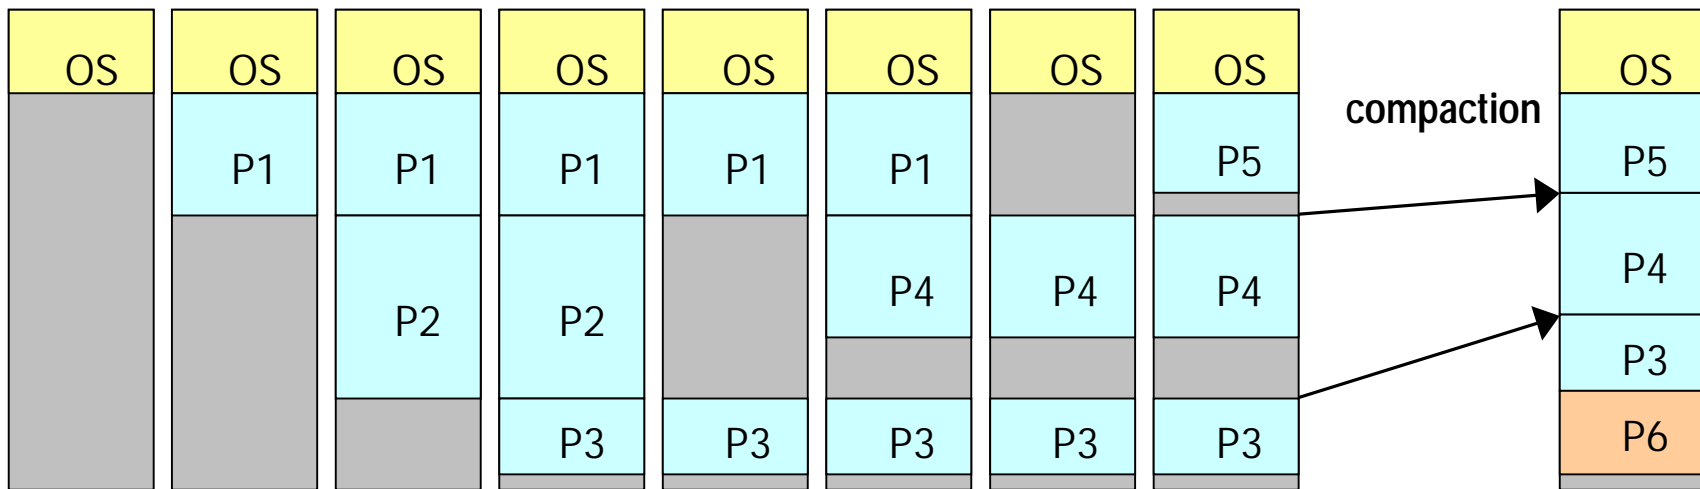 OS OS OS OS OS OS OS OS OS
compaction
P1 P1 P1 P1 P1 P5 P5
P4
P2 P2 P4 P4 P4
P3
P3 P3 P3 P3 P3 P6